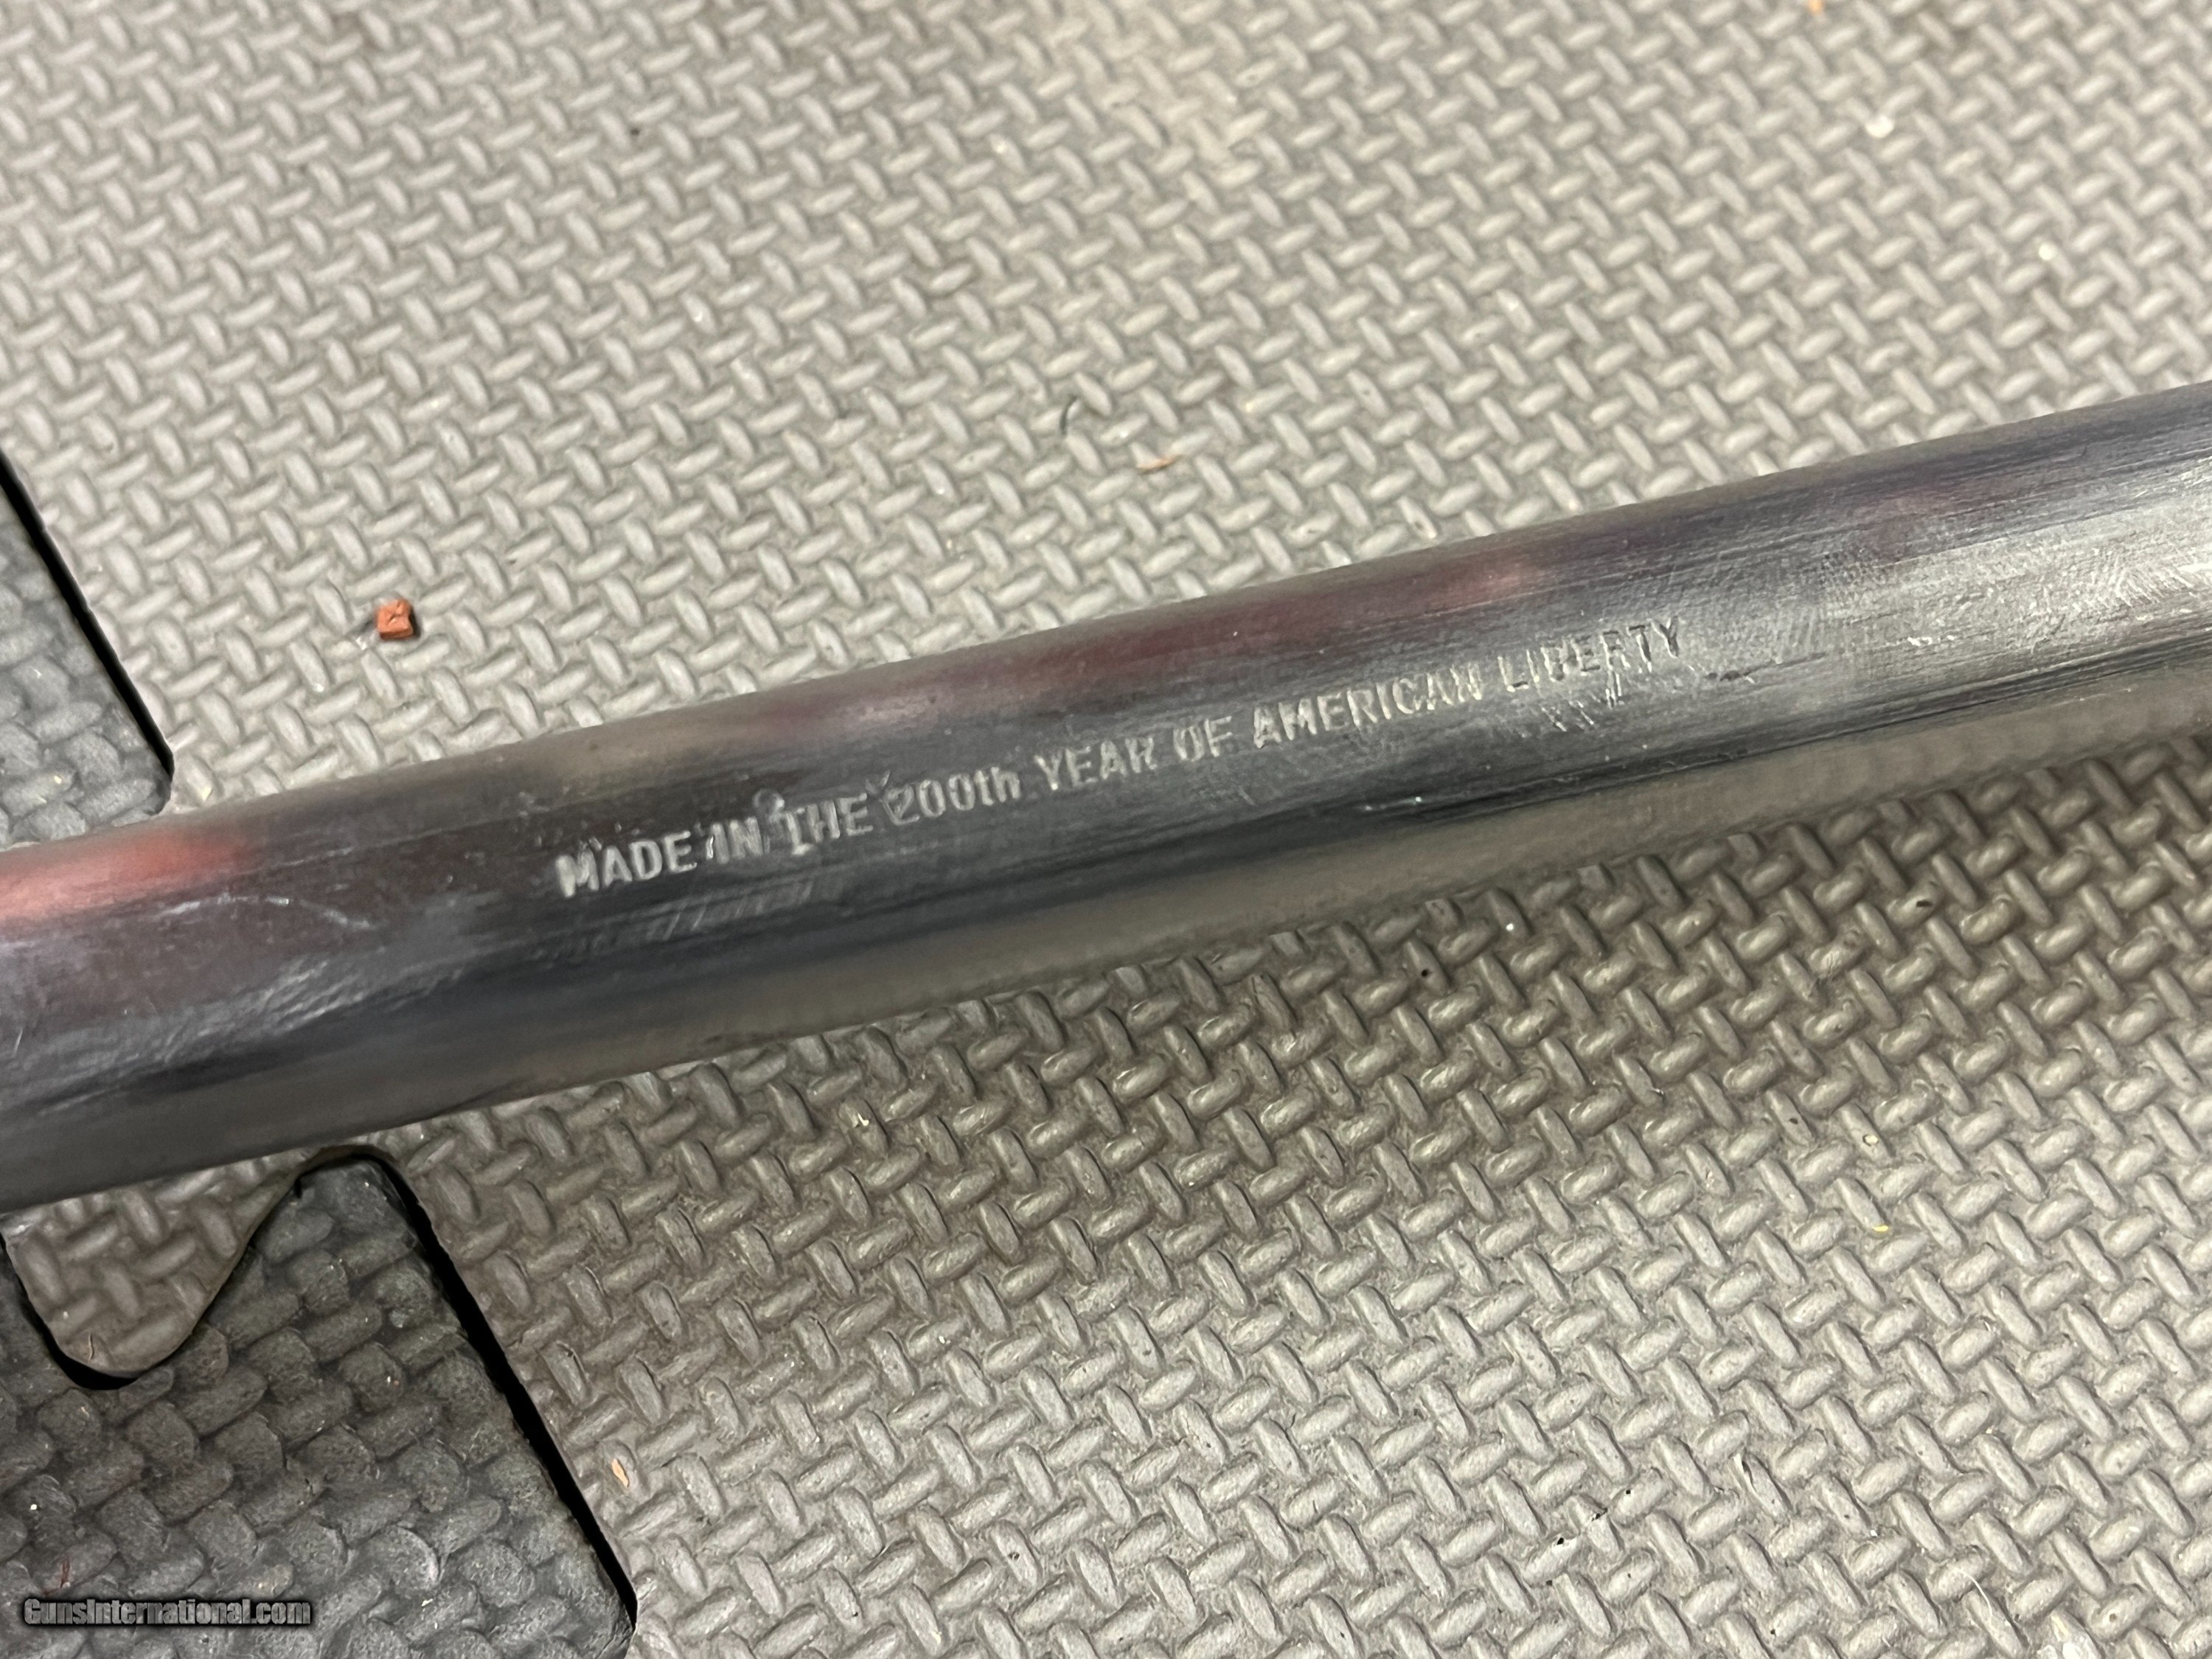 MADE IN THE 200th YEAR OF AMERICAN LIBERTY
GunsInternational.com